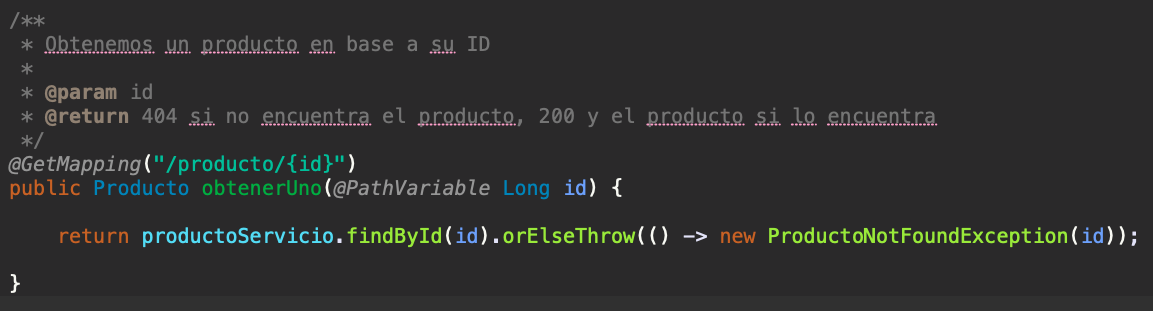 /**
 * Obtenemos un producto en base a su ID
 *
 * @param id
 * @return 404 si no encuentra el producto, 200 y el producto si lo encuentra
 */
@GetMapping("/producto/{id}")
public Producto obtenerUno(@PathVariable Long id) {
    return productoServicio.findById(id).orElseThrow(() -> new ProductoNotFoundException(id));
}